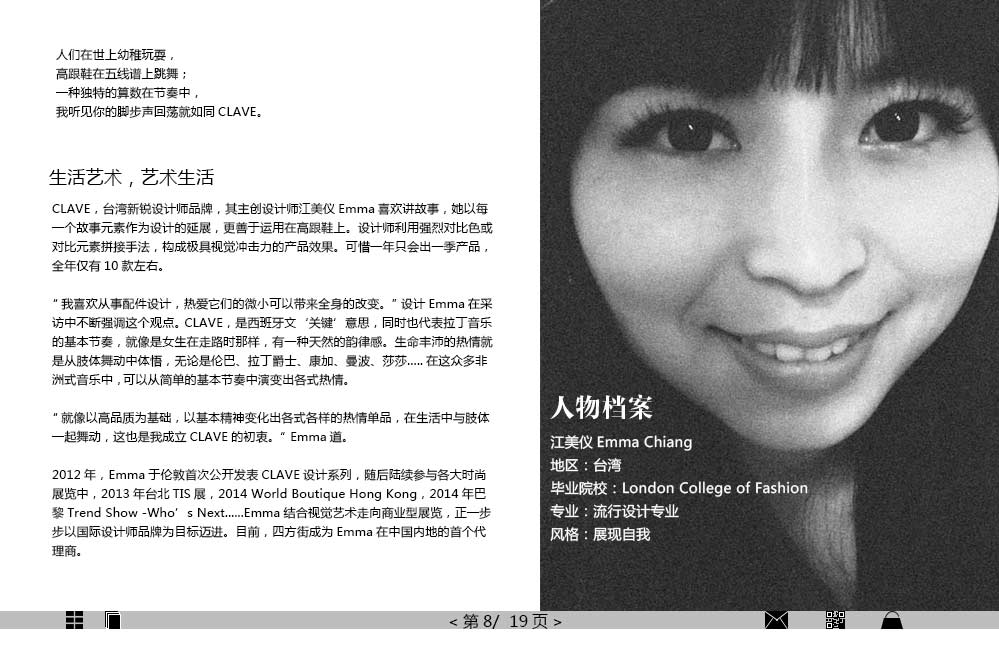 人们在世上幼稚玩耍，
高跟鞋在五线谱上跳舞；
一种独特的算数在节奏中，
我听见你的脚步声回荡就如同 CLAVE。
生活艺术，艺术生活
CLAVE，台湾新锐设计师品牌，其主创设计师江美仪 Emma 喜欢讲故事，她以每
一个故事元素作为设计的延展，更善于运用在高跟鞋上。设计师利用强烈对比色或
对比元素拼接手法，构成极具视觉冲击力的产品效果。可惜一年只会出一季产品，
全年仅有 10 款左右。
“ 我喜欢从事配件设计，热爱它们的微小可以带来全身的改变。” 设计 Emma 在采
访中不断强调这个观点。CLAVE，是西班牙文‘关键’意思，同时也代表拉丁音乐
的基本节奏，就像是女生在走路时那样，有一种天然的韵律感。生命丰沛的热情就
是从肢体舞动中体悟，无论是伦巴、拉丁爵士、康加、曼波、莎莎..... 在这众多非
洲式音乐中，可以从简单的基本节奏中演变出各式热情。
“ 就像以高品质为基础，以基本精神变化出各式各样的热情单品，在生活中与肢体
一起舞动，这也是我成立 CLAVE 的初衷。“ Emma 道。
2012 年，Emma 于伦敦首次公开发表 CLAVE 设计系列，随后陆续参与各大时尚
展览中，2013 年台北 TIS 展，2014 World Boutique Hong Kong，2014 年巴
黎 Trend Show -Who’s Next......Emma 结合视觉艺术走向商业型展览，正一步
步以国际设计师品牌为目标迈进。目前，四方街成为 Emma 在中国内地的首个代
理商。
人物档案
江美仪 Emma Chiang
地区：台湾
毕业院校：London College of Fashion
专业：流行设计专业
风格：展现自我
< 第 8/ 19 页 >